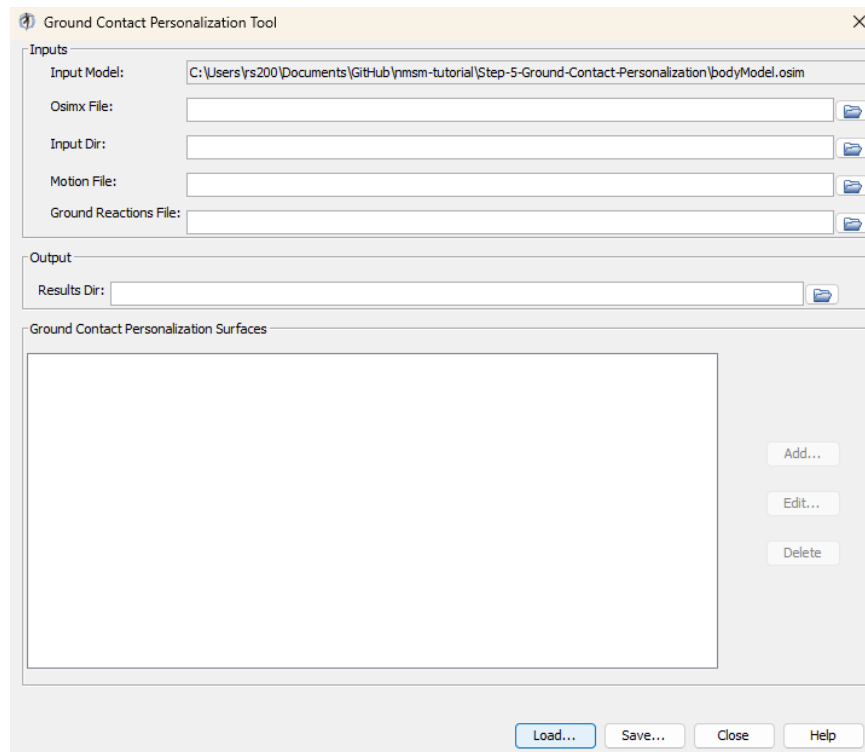 Ground Contact Personalization Tool
Inputs
Input Model: C:\Users\rs200\Documents\GitHub\nmsm-tutorial\Step-5-Ground-Contact-Personalization\bodyModel.osim
Osimx File:
Input Dir:
Motion File:
Ground Reactions File:
Output
Results Dir:
Ground Contact Personalization Surfaces
Add...
Edit...
Delete
Load... Save... Close Help